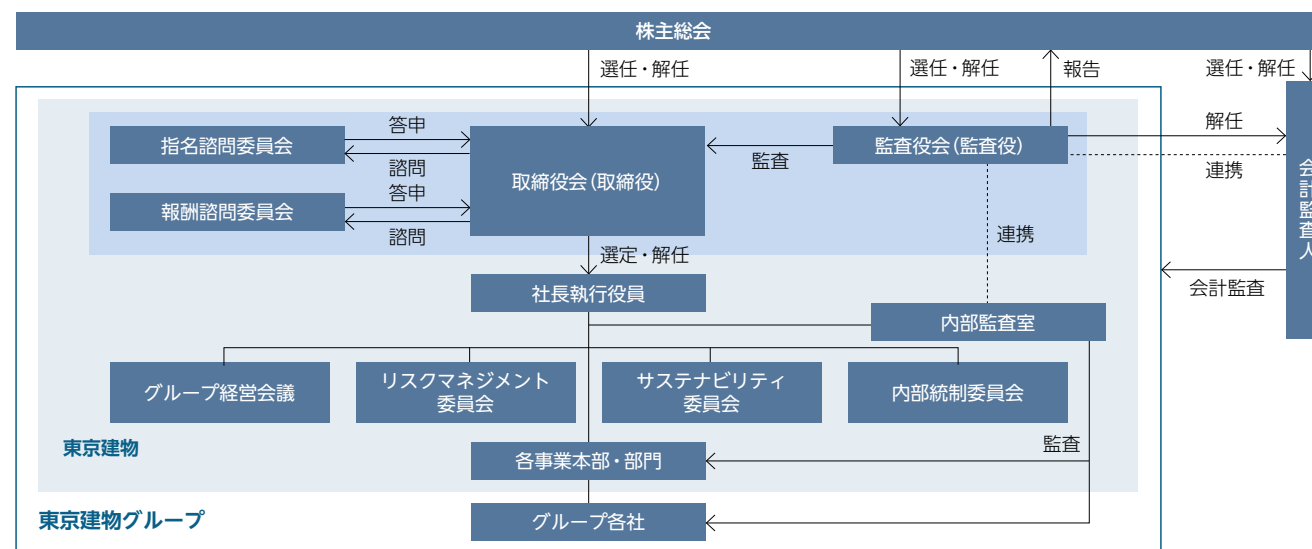 株主総会
選任・解任
選任・解任
報告
選任・解任
指名諮問委員会
答申
諮問
取締役会(取締役)
監査
監査役会(監査役)
解任
連携
会計監査人
報酬諮問委員会
答申
諮問
連携
選定・解任
会計監査
社長執行役員
内部監査室
グループ経営会議
リスクマネジメント
委員会
サステナビリティ
委員会
内部統制委員会
東京建物
各事業本部・部門
監査
東京建物グループ
グループ各社